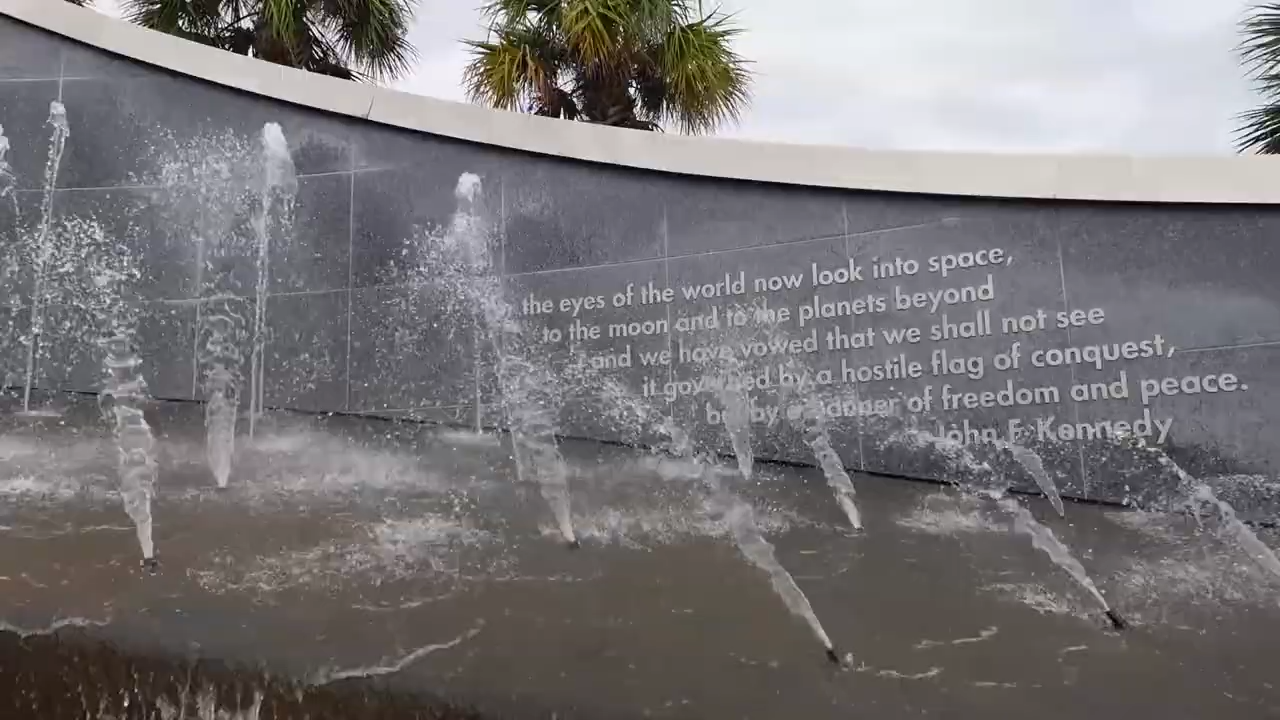 the eyes of the world now look into space,
to the moon and to the planets beyond
and we have vowed that we shall not see
it governed by a hostile flag of conquest,
but by a banner of freedom and peace.
John F. Kennedy